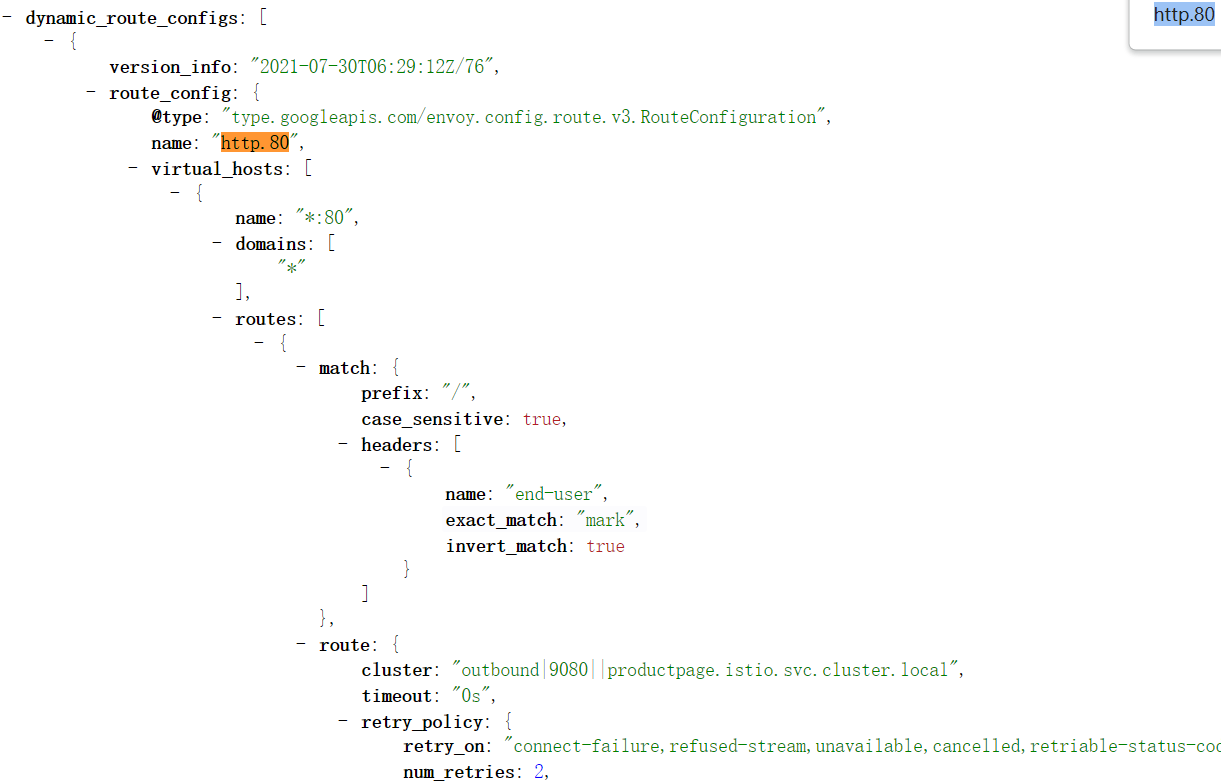 - dynamic_route_configs: [
- {
version_info: "2021-07-30T06:29:12Z/76",
- route_config: {
@type: "type.googleapis.com/envoy.config.route.v3.RouteConfiguration",
name: "http.80",
- virtual_hosts: [
- {
name: "*:80",
- domains: [
"*"
],
- routes: [
- {
- match: {
prefix: "/",
case_sensitive: true,
- headers: [
- {
name: "end-user",
exact_match: "mark",
invert_match: true
}
]
},
- route: {
cluster: "outbound|9080||productpage.istio.svc.cluster.local",
timeout: "0s",
- retry_policy: {
retry_on: "connect-failure,refused-stream,unavailable,cancelled,retriable-status-co
num_retries: 2,
http.80